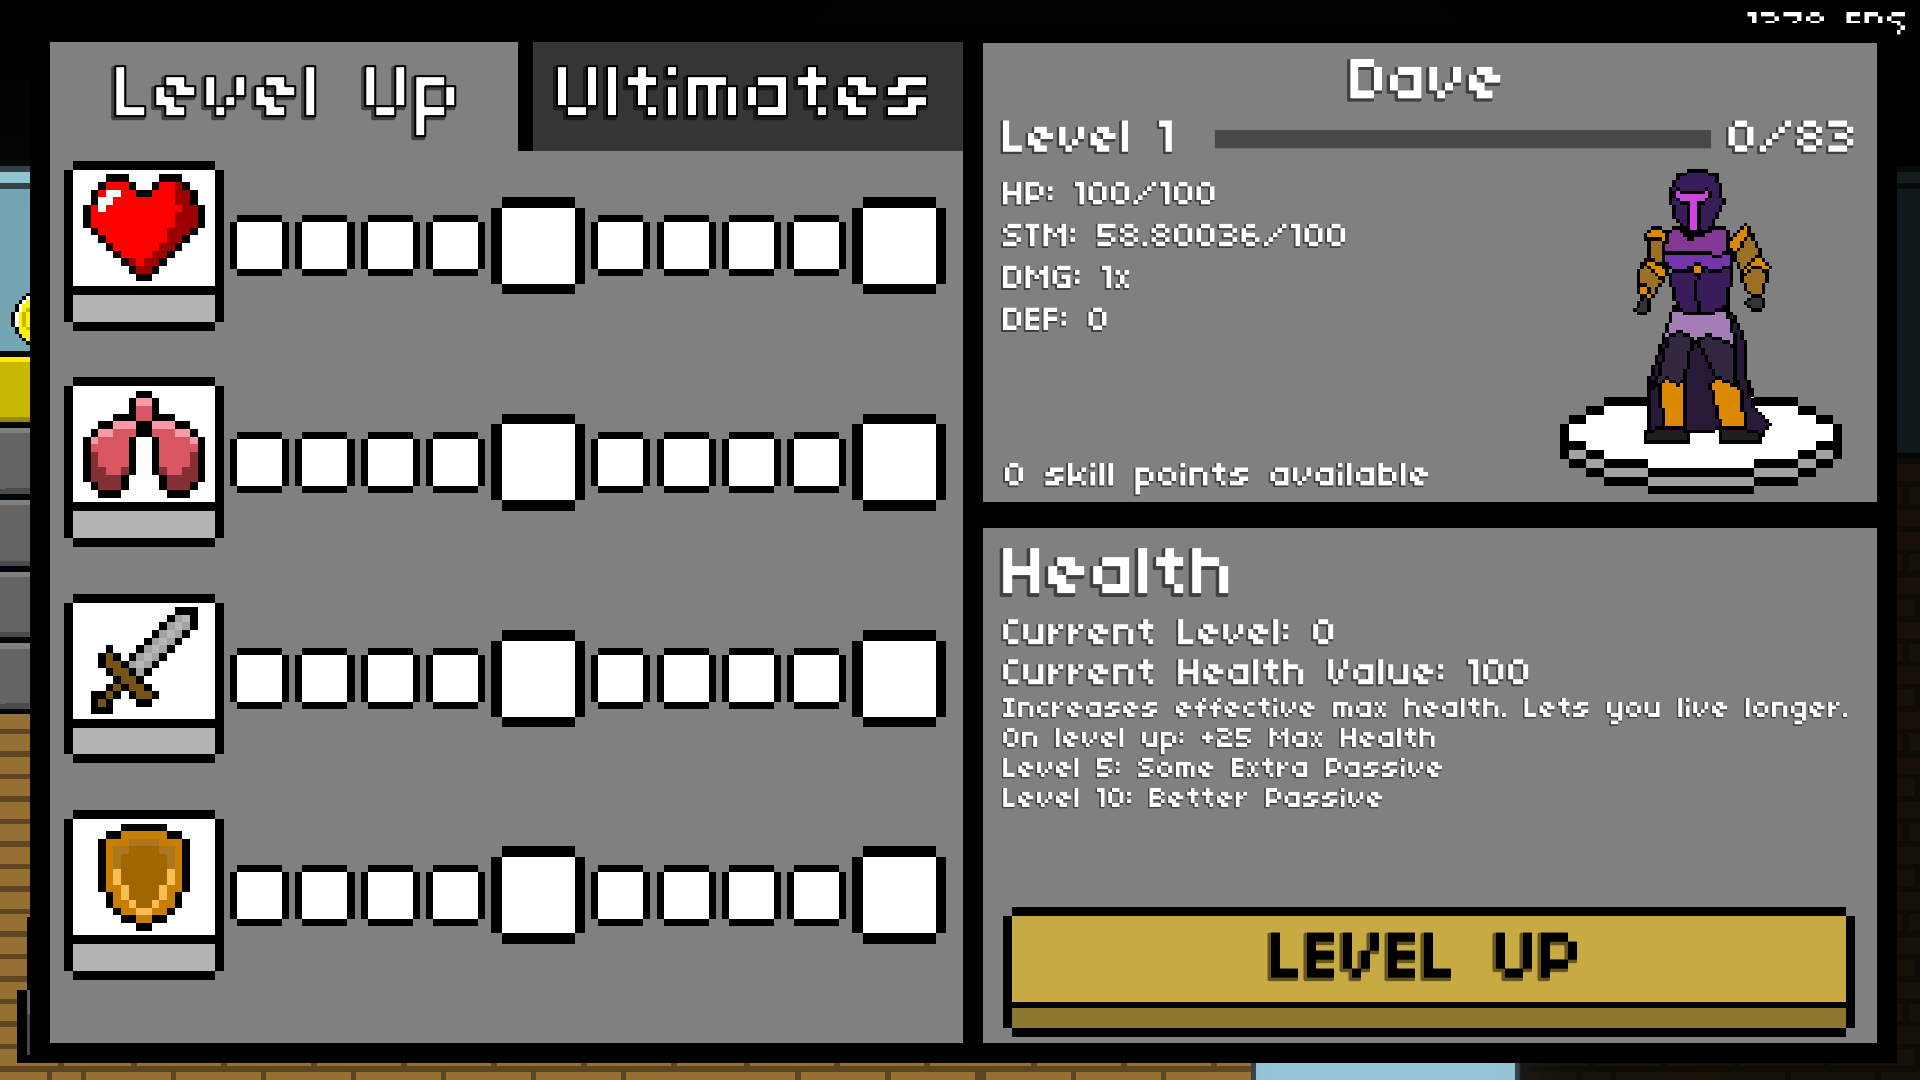 Level Up
Ultimates
Dave
Level 1
0/83
HP: 100/100
STM: 58.80036/100
DMG: 1x
DEF: 0
0 skill points available
Health
Current Level: 0
Current Health Value: 100
Increases effective max health. Lets you live longer.
On level up: +25 Max Health
Level 5: Some Extra Passive
Level 10: Better Passive
LEVEL UP